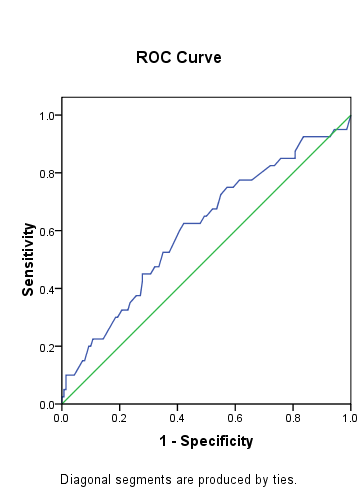 ROC Curve
1.0
0.8
0.6
0.4
0.2
0.0
Sensitivity
0.0 0.2 0.4 0.6 0.8 1.0
1 - Specificity
Diagonal segments are produced by ties.